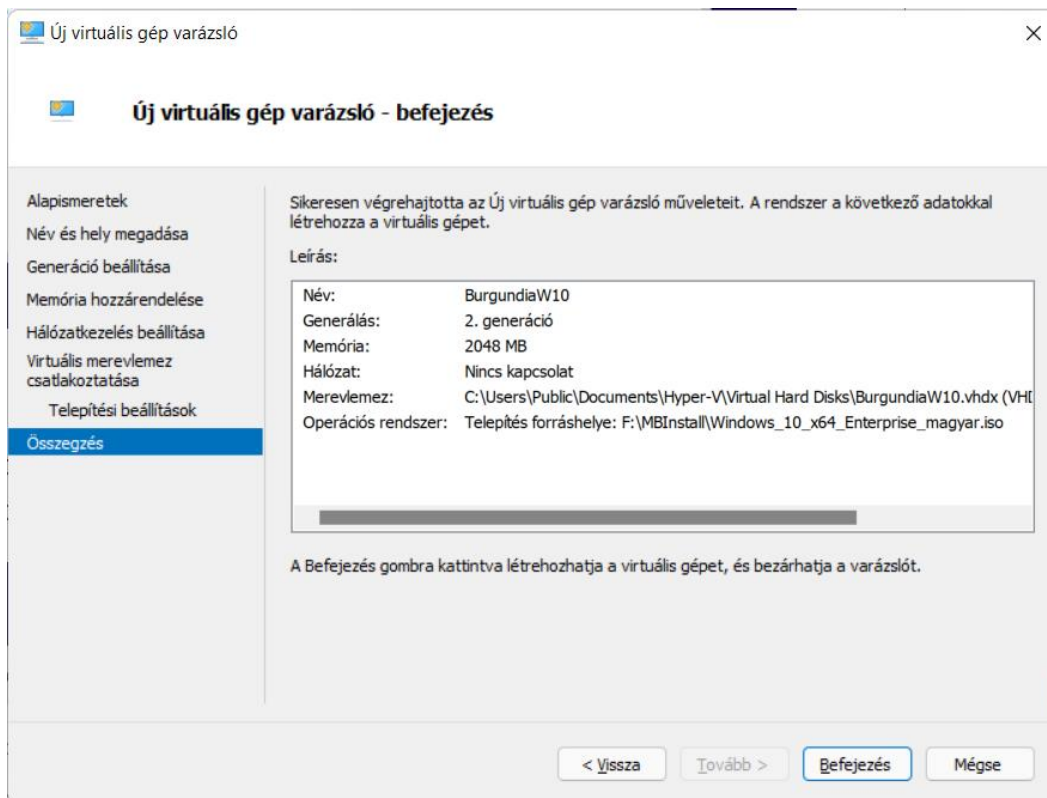 Új virtuális gép varázsló
Új virtuális gép varázsló - befejezés
Alapismeretek
Név és hely megadása
Generáció beállítása
Memória hozzárendelése
Hálózatkezelés beállítása
Virtuális merevlemez
csatlakoztatása
Telepítési beállítások
Összegzés
Sikeresen végrehajtotta az Új virtuális gép varázsló műveleteit. A rendszer a következő adatokkal
létrehozza a virtuális gépet.
Leírás:
Név: BurgundiaW10
Generálás: 2. generáció
Memória: 2048 MB
Hálózat: Nincs kapcsolat
Merevlemez: C:\Users\Public\Documents\Hyper-V\Virtual Hard Disks\BurgundiaW10.vhdx (VHD
Operációs rendszer: Telepítés forráshelye: F:\MBInstall\Windows_10_x64_Enterprise_magyar.iso
A Befejezés gombra kattintva létrehozhatja a virtuális gépet, és bezárhatja a varázslót.
< Vissza Tovább > Befejezés Mégse